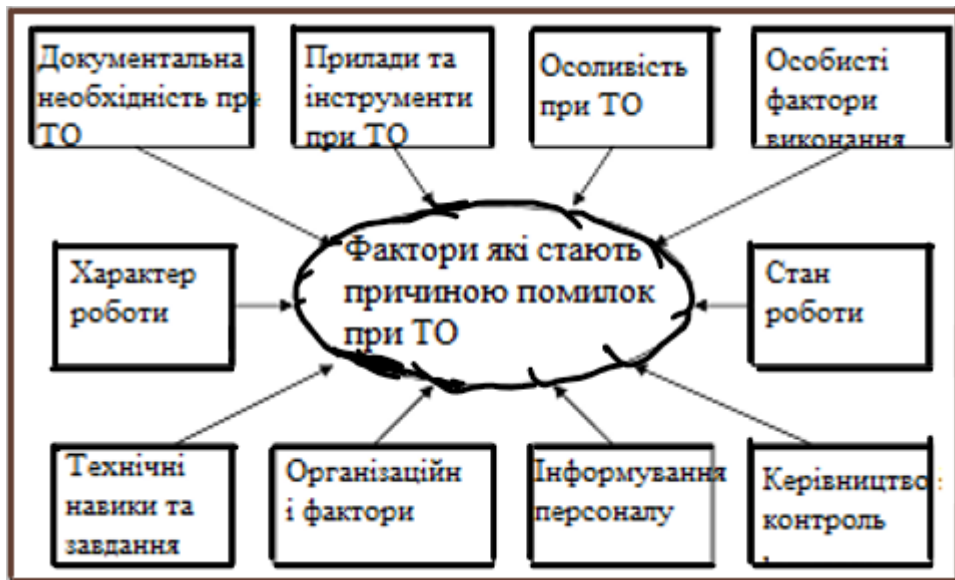 Документальна
необхідність при
ТО
Прилади та
інструменти
при ТО
Осоливість
при ТО
Особисті
фактори
виконання
Фактори які стають
причиною помилок
при ТО
Характер
роботи
Стан
роботи
Технічні
навики та
завдання
Організаційн
і фактори
Інформування
персоналу
Керівництво
контроль